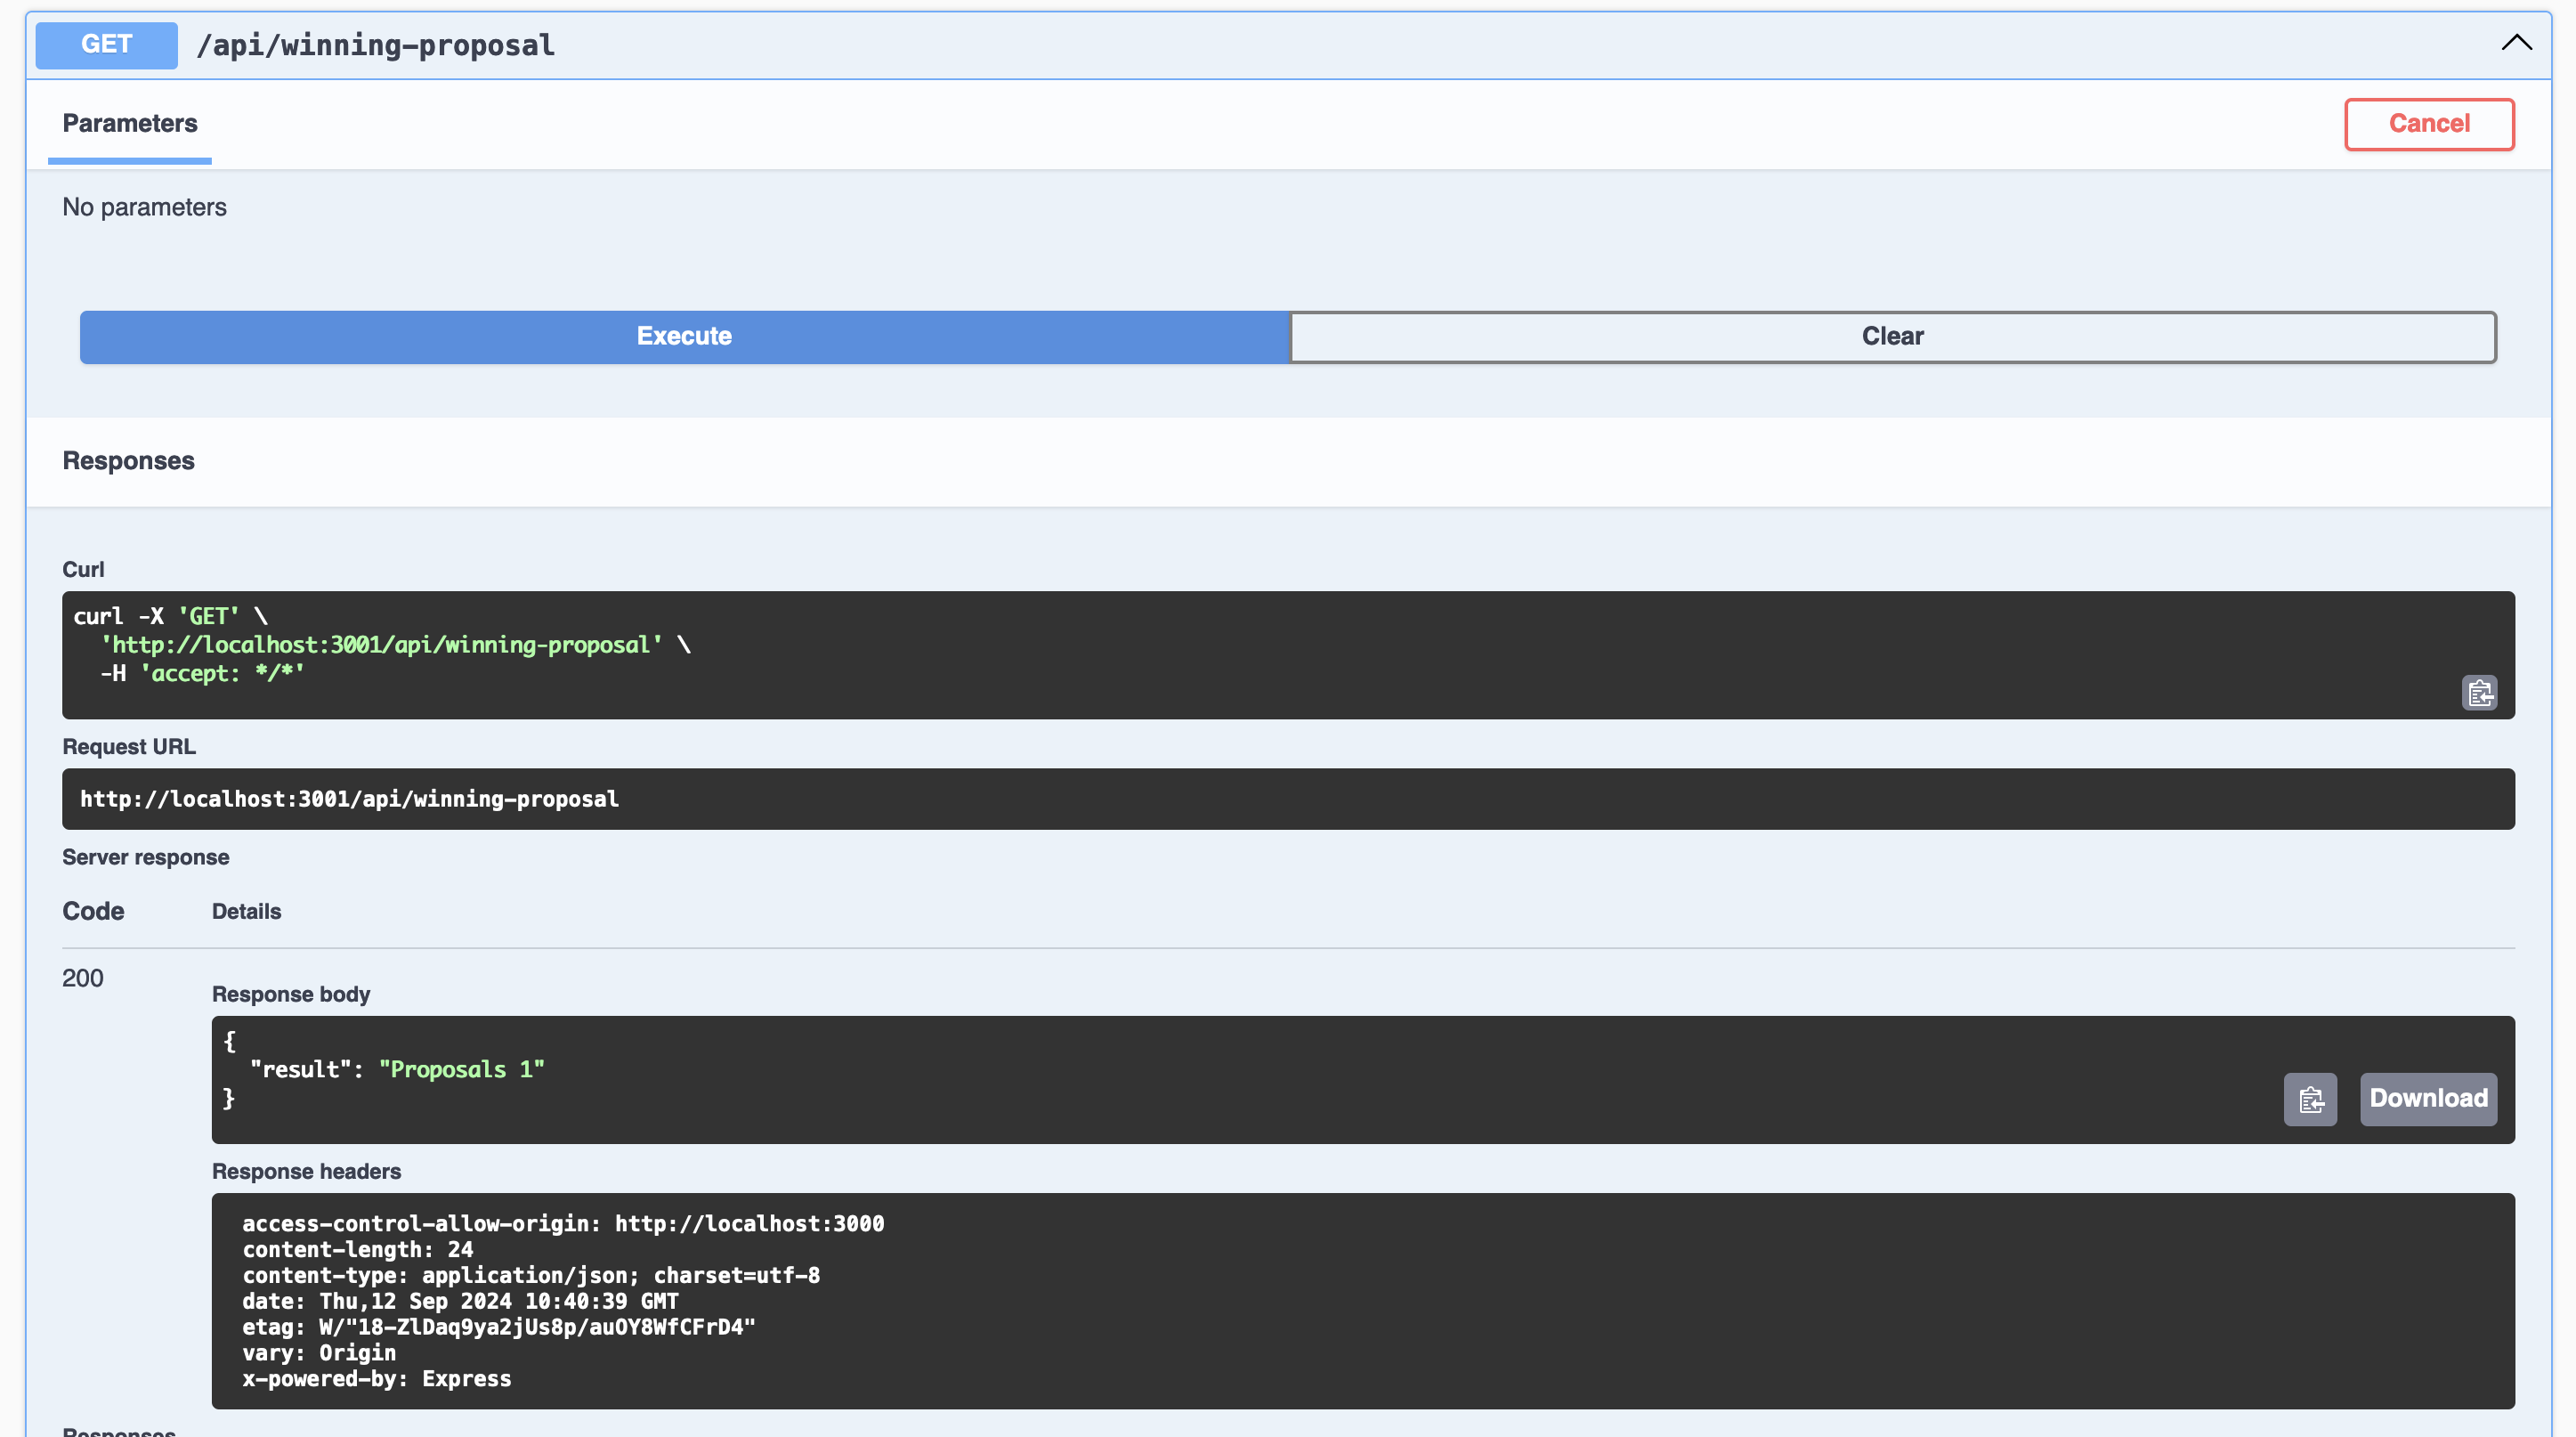 GET /api/winning-proposal
Parameters
Cancel
No parameters
Execute
Clear
Responses
Curl
curl -X 'GET' \
  'http://localhost:3001/api/winning-proposal' \
  -H 'accept: */*'
Request URL
http://localhost:3001/api/winning-proposal
Server response
Code Details
200
Response body
{
  "result": "Proposals 1"
}
Download
Response headers
access-control-allow-origin: http://localhost:3000
content-length: 24
content-type: application/json; charset=utf-8
date: Thu,12 Sep 2024 10:40:39 GMT
etag: W/"18-ZlDaq9ya2jUs8p/auOY8WfCFrD4"
vary: Origin
x-powered-by: Express
Responses